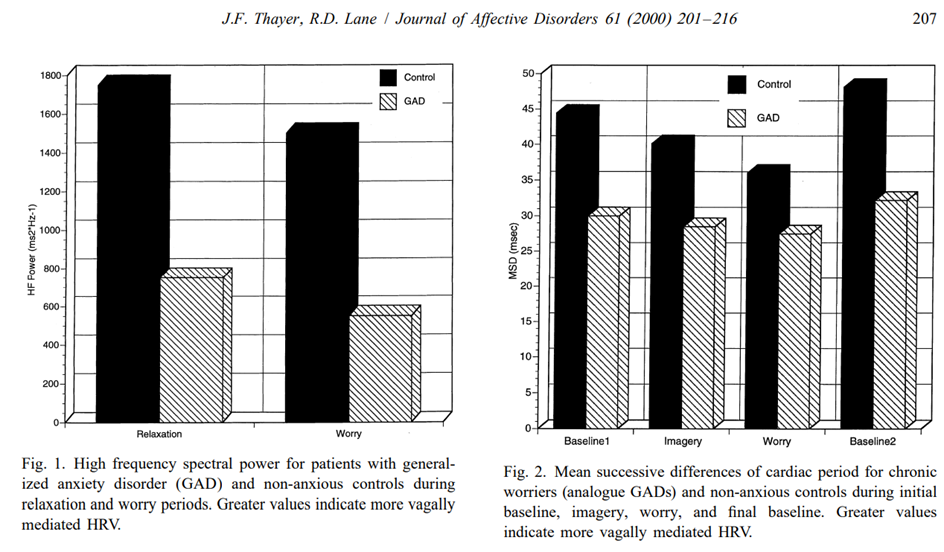 J.F. Thayer, R.D. Lane / Journal of Affective Disorders 61 (2000) 201–216
207
1800
1600
1400
1200
1000
800
600
400
200
0
HF Power (ms2*Hz-1)
Control
GAD
Relaxation
Worry
Fig. 1. High frequency spectral power for patients with general-
ized anxiety disorder (GAD) and non-anxious controls during
relaxation and worry periods. Greater values indicate more vagally
mediated HRV.
50
45
40
35
30
25
20
15
10
5
0
MSD (msec)
Control
GAD
Baseline1
Imagery
Worry
Baseline2
Fig. 2. Mean successive differences of cardiac period for chronic
worriers (analogue GADs) and non-anxious controls during initial
baseline, imagery, worry, and final baseline. Greater values
indicate more vagally mediated HRV.